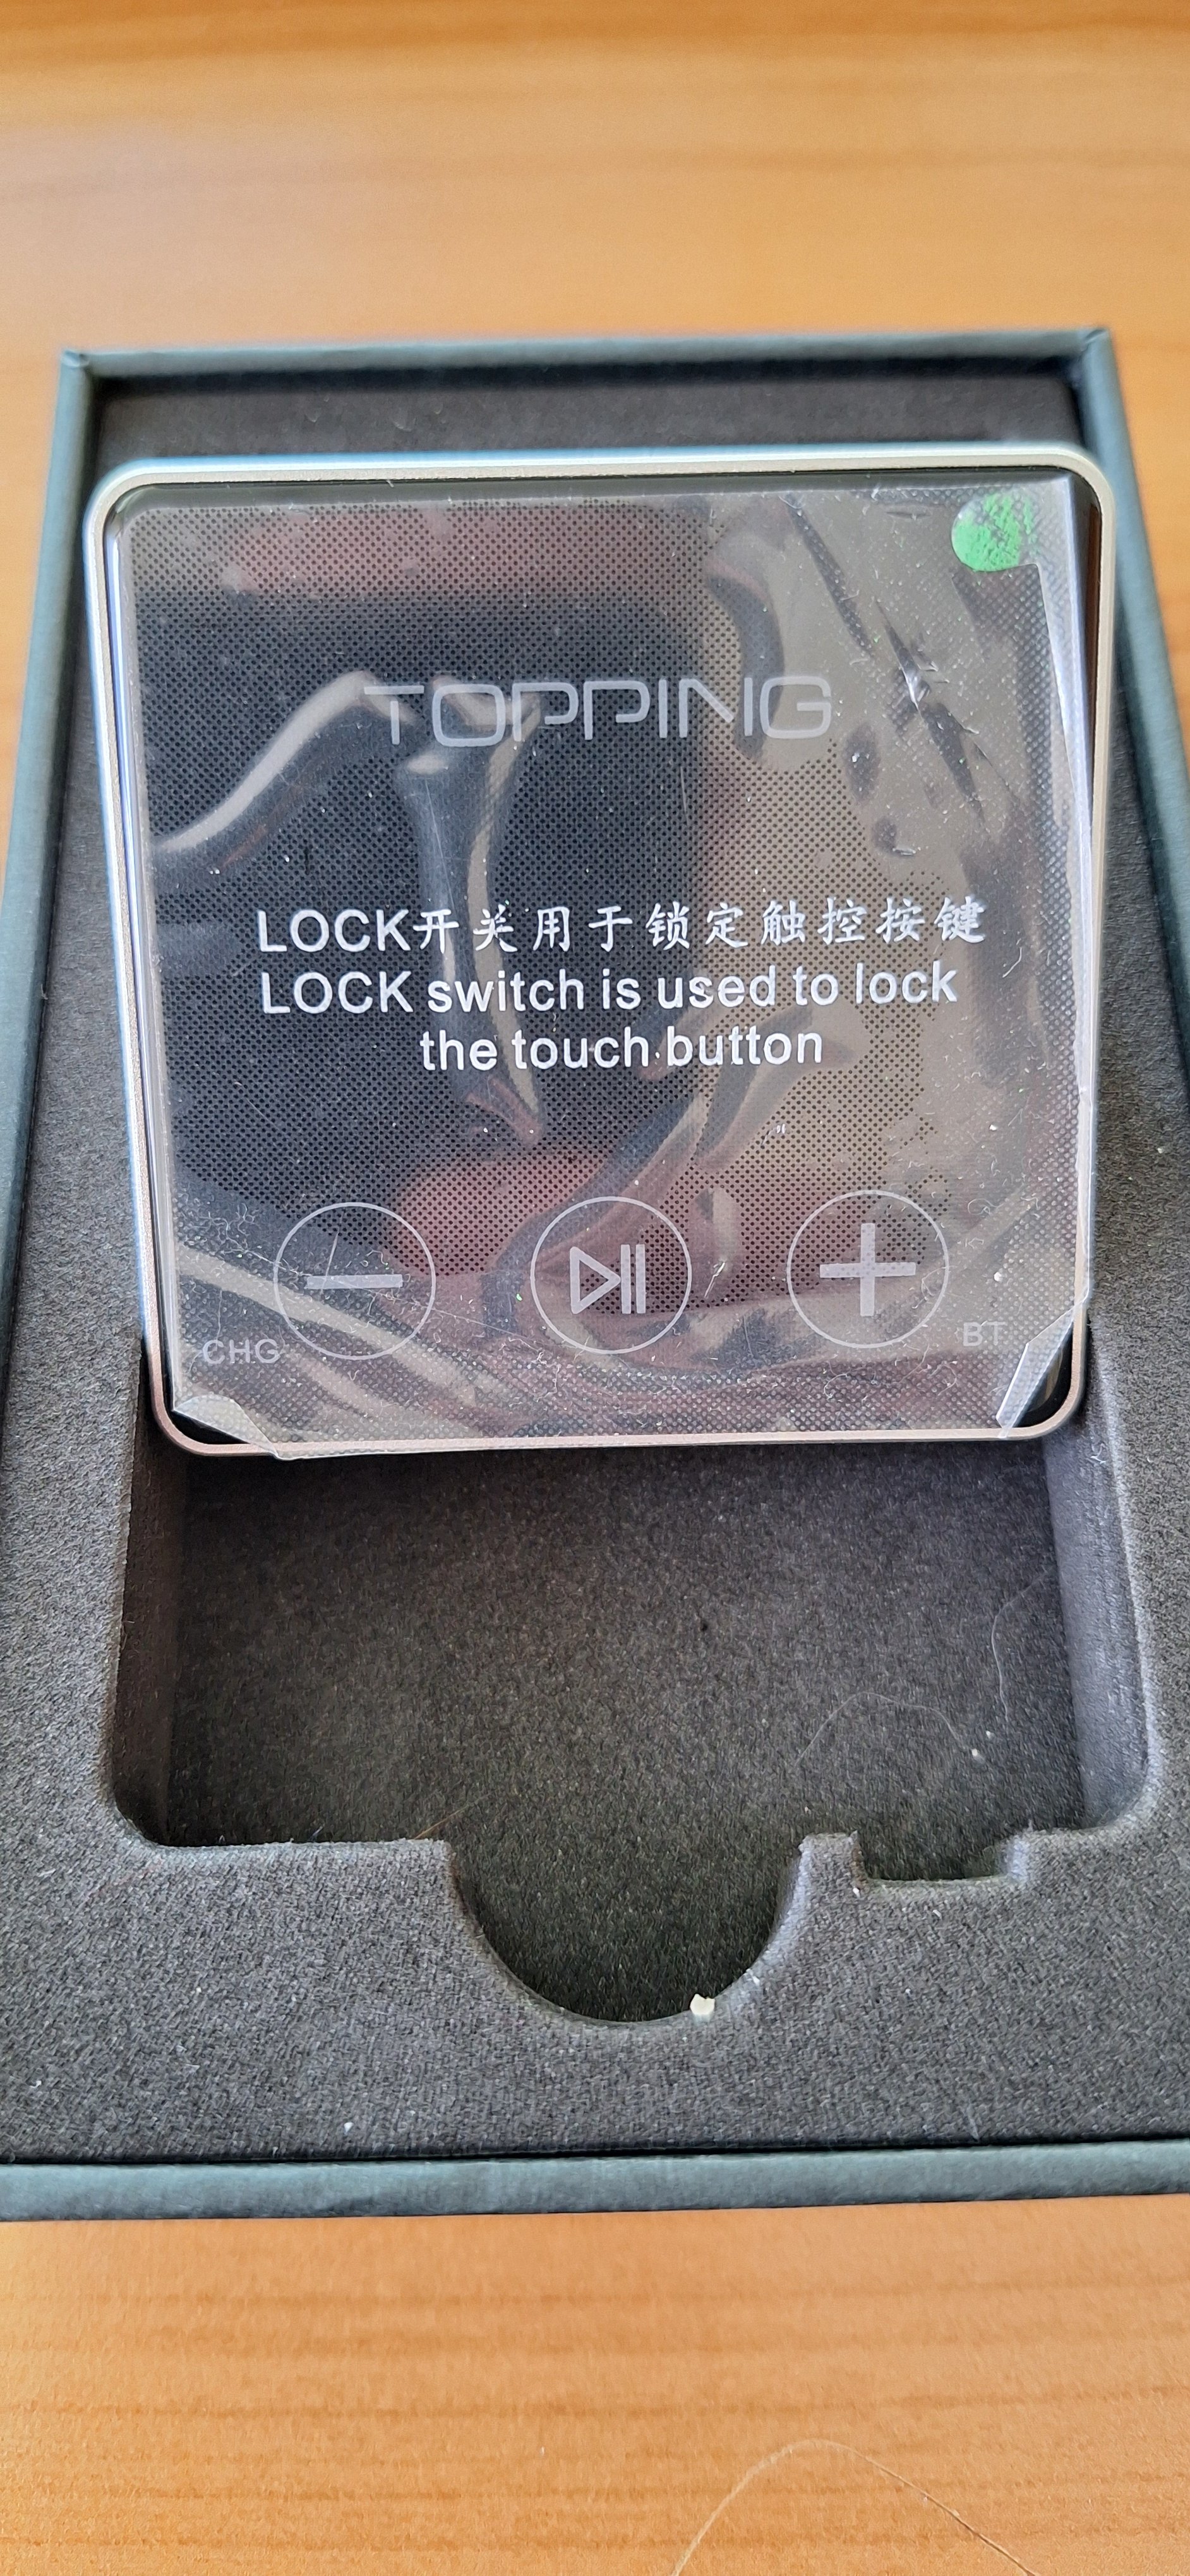 TOPPING
LOCK开关用于锁定触控按键
LOCK switch is used to lock
the touch button
CHG
BT